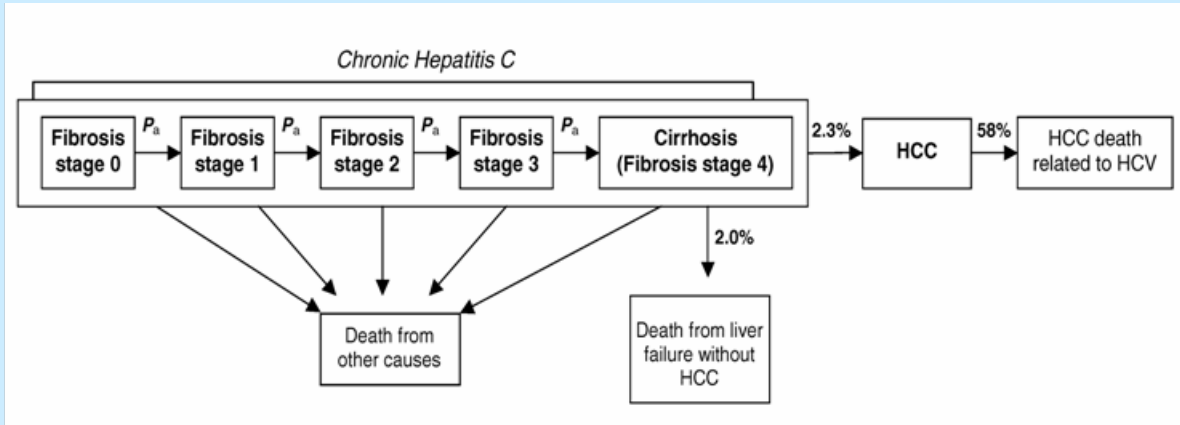 Chronic Hepatitis C
Fibrosis
stage 0
Pa
Fibrosis
stage 1
Pa
Fibrosis
stage 2
Pa
Fibrosis
stage 3
Pa
Cirrhosis
(Fibrosis stage 4)
2.3%
HCC
58%
HCC death
related to HCV
2.0%
Death from
other causes
Death from liver
failure without
HCC